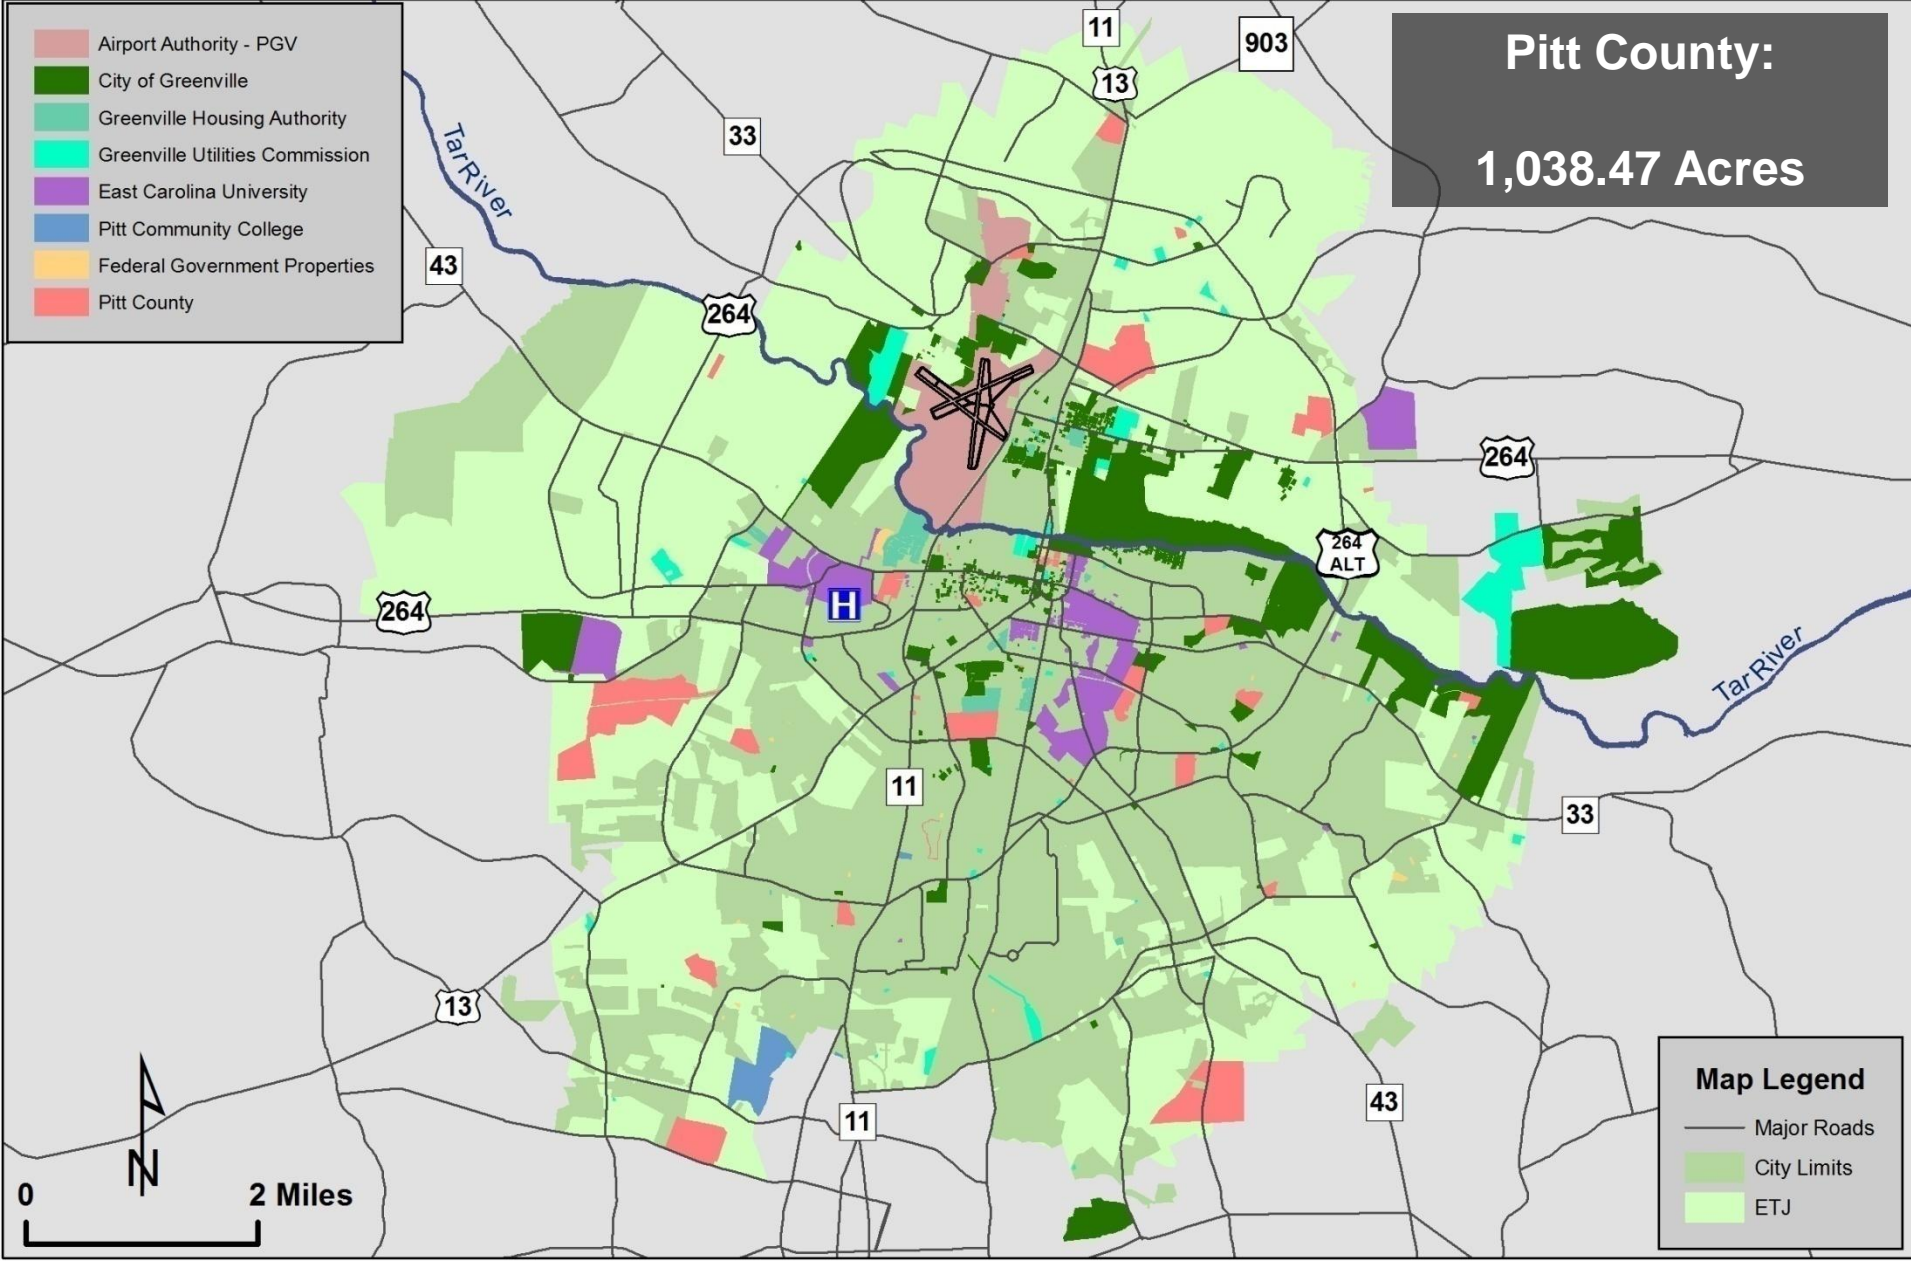 Airport Authority - PGV
City of Greenville
Greenville Housing Authority
Greenville Utilities Commission
East Carolina University
Pitt Community College
Federal Government Properties
Pitt County
Pitt County:
1,038.47 Acres
11
903
13
33
Tar River
43
264
264
264
ALT
264
H
Tar River
11
33
13
43
11
N
0 2 Miles
Map Legend
Major Roads
City Limits
ETJ